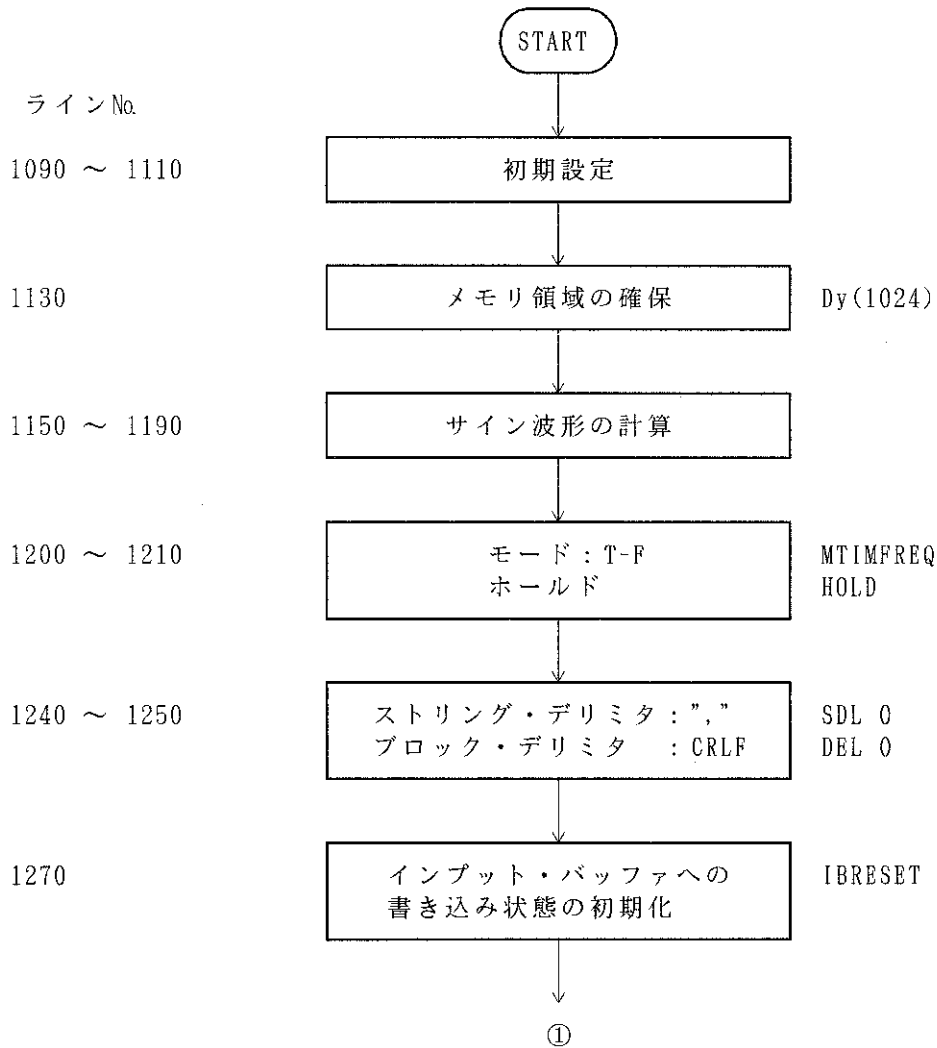 START
ラインNo.
1090 ～ 1110
初期設定
1130
メモリ領域の確保
Dy(1024)
1150 ～ 1190
サイン波形の計算
1200 ～ 1210
モード : T-F
ホールド
MTIMFREQ
HOLD
1240 ～ 1250
ストリング・デリミタ : ","
ブロック・デリミタ : CRLF
SDL 0
DEL 0
1270
インプット・バッファへの
書き込み状態の初期化
IBRESET
①